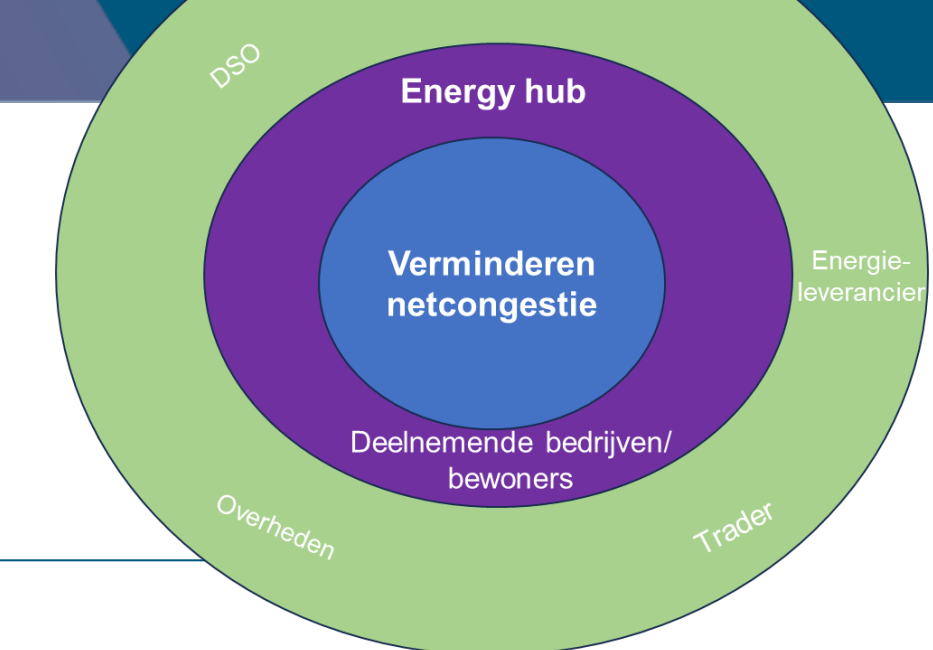 DSO
Energy hub
Verminderen
netcongestie
Energie-
leverancier
Deelnemende bedrijven/
bewoners
Overheden
Trader